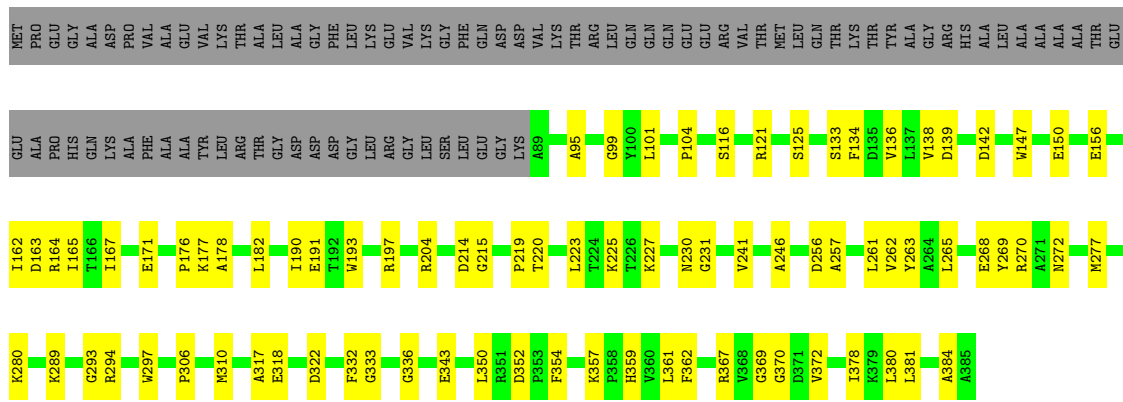 MET PRO GLU GLY ALA ASP PRO VAL ALA GLU VAL LYS THR ALA LEU ALA GLY PHE LEU LYS GLU VAL LYS GLY PHE GLN ASP ASP VAL LYS THR ARG LEU GLN GLN GLN GLU GLU ARG VAL THR MET LEU GLN THR LYS THR TYR ALA GLY ARG HIS ALA LEU ALA ALA ALA ALA ALA THR GLU
GLU ALA PRO HIS GLN LYS ALA PHE ALA ALA TYR LEU ARG THR GLY ASP ASP ASP GLY LEU ARG GLY LEU SER LEU GLU GLY LYS A89 A95 G99 Y100 L101 P104 S116 R121 S125 S133 F134 D135 V136 L137 V138 D139 D142 W147 E150 E156
I162 D163 R164 I165 T166 I167 E171 P176 K177 A178 L182 I190 E191 T192 W193 R197 R204 D214 G215 P219 T220 L223 T224 K225 T226 K227 N230 G231 V241 A246 D256 A257 L261 V262 Y263 A264 L265 E268 Y269 R270 A271 N272 M277
K280 K289 G293 R294 W297 P306 M310 A317 E318 D322 F332 G333 G336 E343 L350 R351 D352 P353 F354 K357 P358 H359 V360 L361 F362 R367 V368 G369 G370 D371 V372 I378 K379 L380 L381 A384 A385